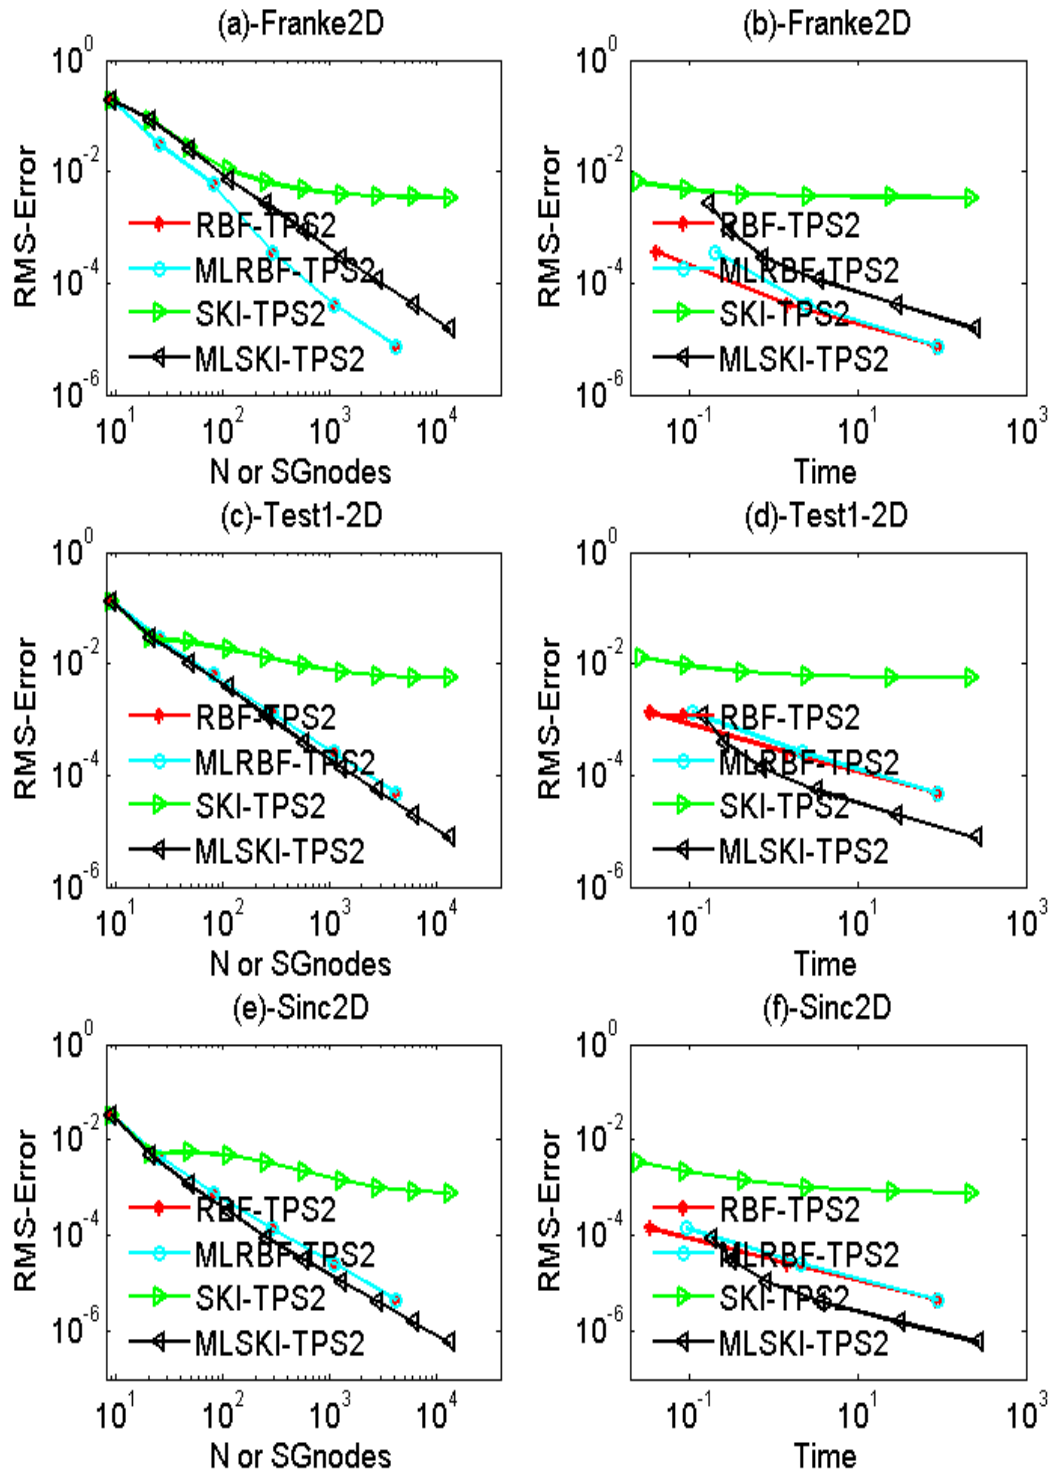 (a)-Franke2D
10^0
10^-2
10^-4
10^-6
RMS-Error
RBF-TPS2
MLRBF-TPS2
SKI-TPS2
MLSKI-TPS2
10^1 10^2 10^3 10^4
N or SGnodes
(b)-Franke2D
10^0
10^-2
10^-4
10^-6
RMS-Error
RBF-TPS2
MLRBF-TPS2
SKI-TPS2
MLSKI-TPS2
10^-1 10^1 10^3
Time
(c)-Test1-2D
10^0
10^-2
10^-4
10^-6
RMS-Error
RBF-TPS2
MLRBF-TPS2
SKI-TPS2
MLSKI-TPS2
10^1 10^2 10^3 10^4
N or SGnodes
(d)-Test1-2D
10^0
10^-2
10^-4
10^-6
RMS-Error
RBF-TPS2
MLRBF-TPS2
SKI-TPS2
MLSKI-TPS2
10^-1 10^1 10^3
Time
(e)-Sinc2D
10^0
10^-2
10^-4
10^-6
RMS-Error
RBF-TPS2
MLRBF-TPS2
SKI-TPS2
MLSKI-TPS2
10^1 10^2 10^3 10^4
N or SGnodes
(f)-Sinc2D
10^0
10^-2
10^-4
10^-6
RMS-Error
RBF-TPS2
MLRBF-TPS2
SKI-TPS2
MLSKI-TPS2
10^-1 10^1 10^3
Time